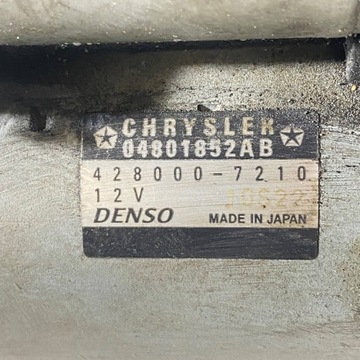 CHRYSLER
04801852AB
428000-7210
12V
DENSO MADE IN JAPAN